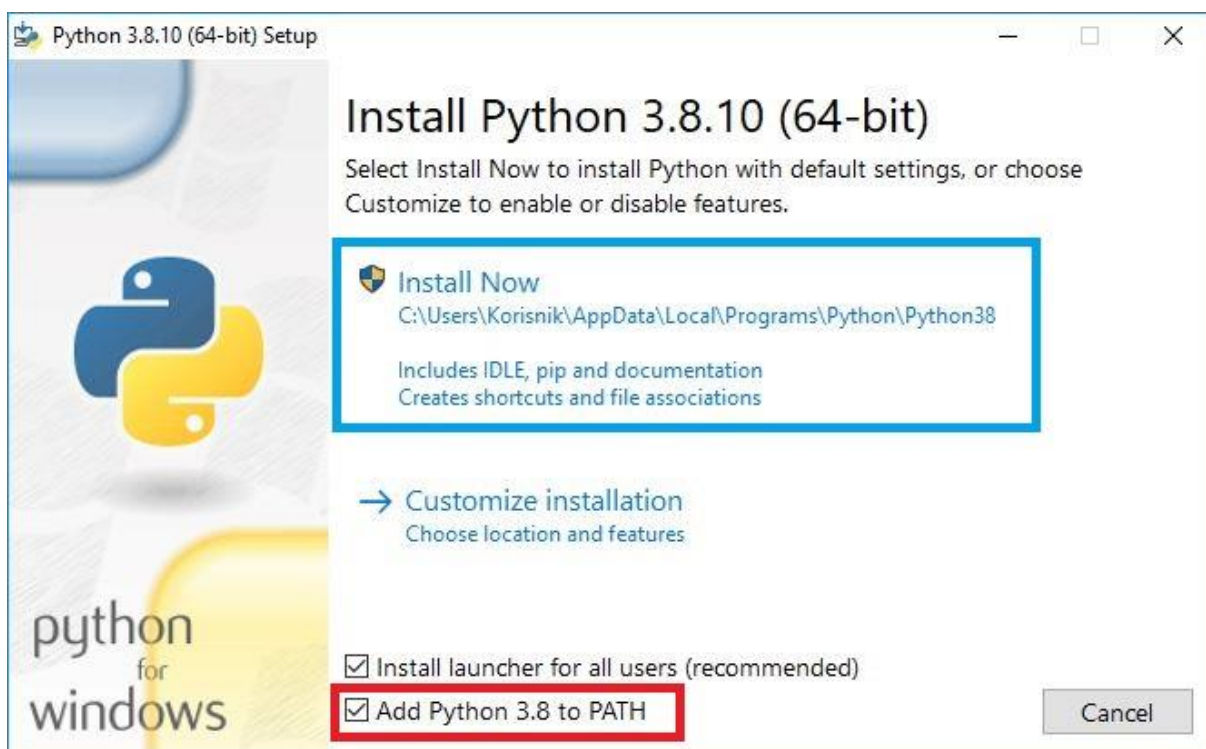 Python 3.8.10 (64-bit) Setup
Install Python 3.8.10 (64-bit)
Select Install Now to install Python with default settings, or choose
Customize to enable or disable features.
Install Now
C:\Users\Korisnik\AppData\Local\Programs\Python\Python38
Includes IDLE, pip and documentation
Creates shortcuts and file associations
Customize installation
Choose location and features
python
for
windows
Install launcher for all users (recommended)
Add Python 3.8 to PATH
Cancel